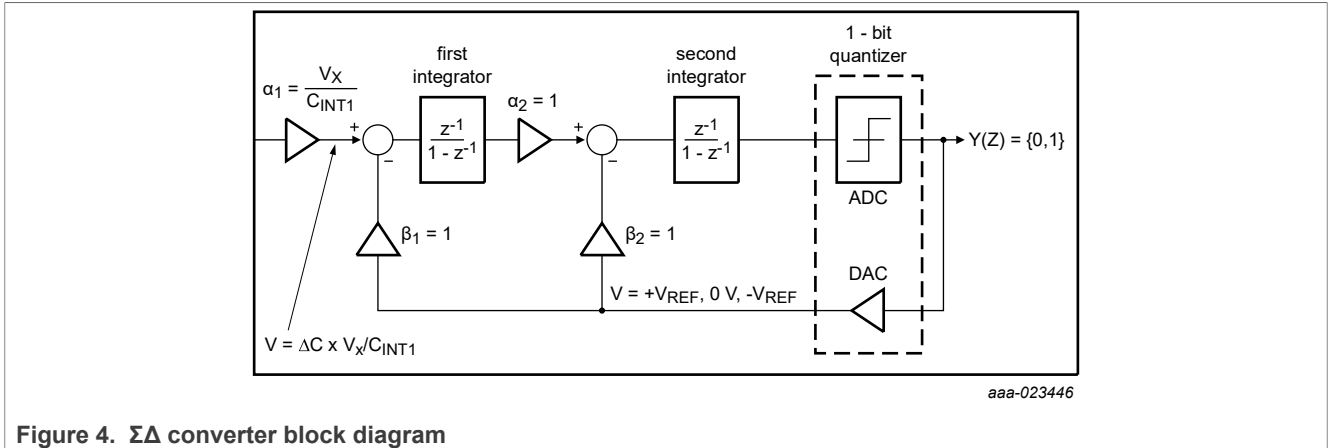 1 - bit
quantizer
first
integrator
second
integrator
α1 = VX
CINT1
α2 = 1
+
−
z-1
1 - z-1
+
−
z-1
1 - z-1
ADC
Y(Z) = {0,1}
β1 = 1
β2 = 1
DAC
V = +VREF, 0 V, -VREF
V = ΔC x Vx/CINT1
aaa-023446
Figure 4. ΣΔ converter block diagram